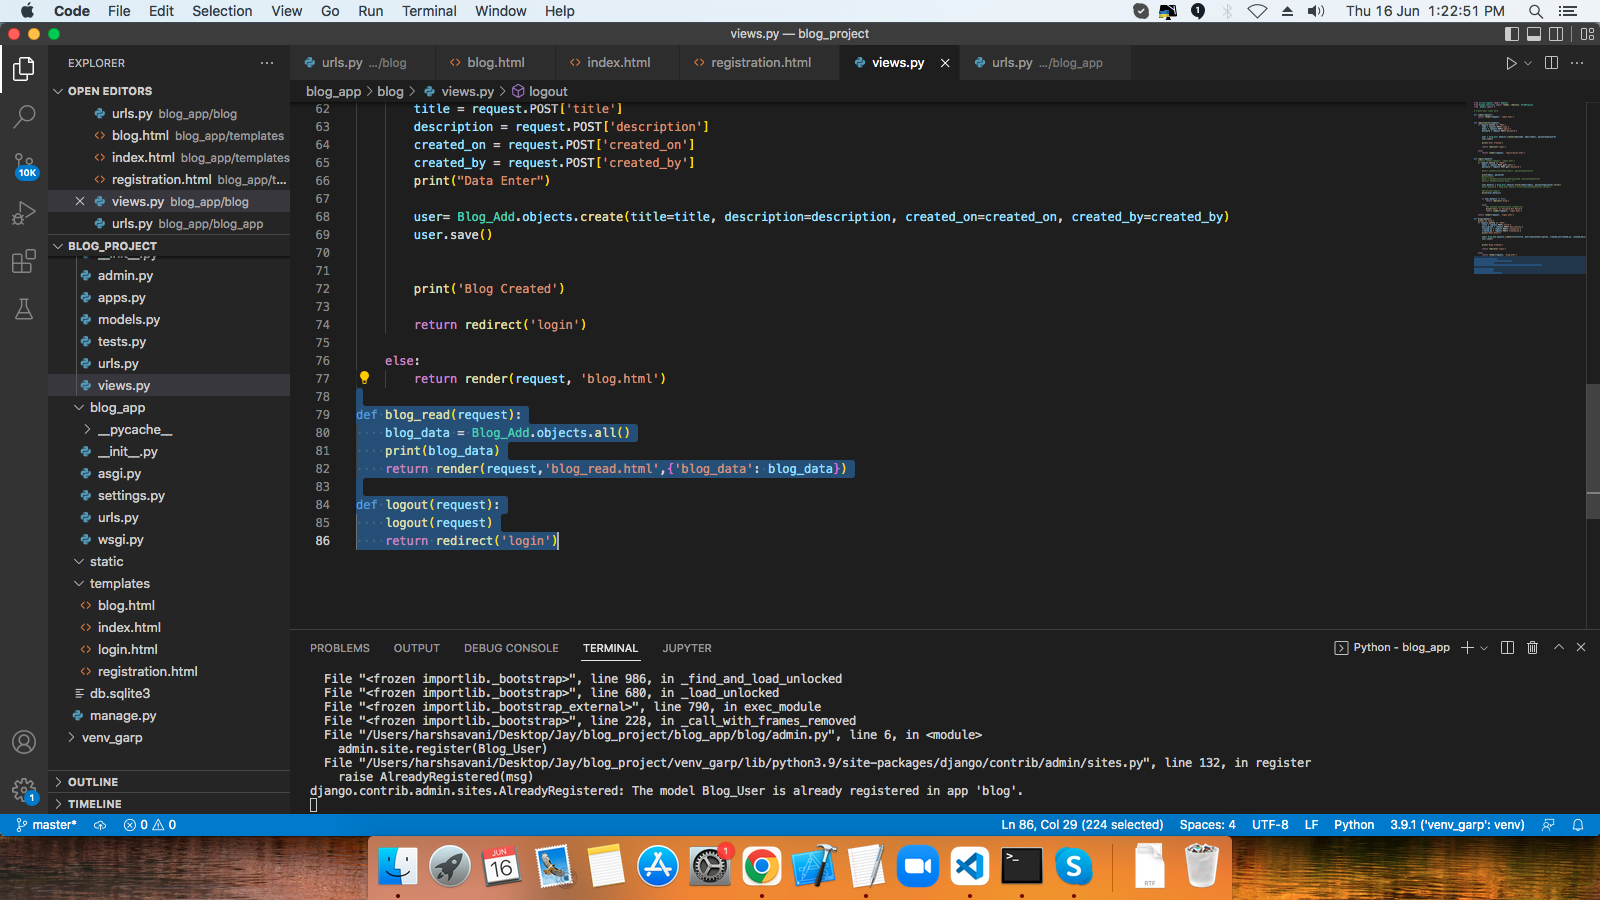 Code File Edit Selection View Go Run Terminal Window Help
1
Thu 16 Jun 1:22:51 PM
views.py — blog_project
EXPLORER
urls.py .../blog
blog.html
index.html
registration.html
views.py
urls.py .../blog_app
blog_app > blog > views.py > logout
OPEN EDITORS
urls.py blog_app/blog
blog.html blog_app/templates
index.html blog_app/templates
registration.html blog_app/t...
views.py blog_app/blog
urls.py blog_app/blog_app
10K
BLOG_PROJECT
__init__.py
admin.py
apps.py
models.py
tests.py
urls.py
views.py
blog_app
__pycache__
__init__.py
asgi.py
settings.py
urls.py
wsgi.py
static
templates
blog.html
index.html
login.html
registration.html
db.sqlite3
manage.py
venv_garp
OUTLINE
TIMELINE
1
62 title = request.POST['title']
63 description = request.POST['description']
64 created_on = request.POST['created_on']
65 created_by = request.POST['created_by']
66 print("Data Enter")
67
68 user= Blog_Add.objects.create(title=title, description=description, created_on=created_on, created_by=created_by)
69 user.save()
70
71
72 print('Blog Created')
73
74 return redirect('login')
75
76 else:
77 return render(request, 'blog.html')
78
79 def blog_read(request):
80 blog_data = Blog_Add.objects.all()
81 print(blog_data)
82 return render(request,'blog_read.html',{'blog_data': blog_data})
83
84 def logout(request):
85 logout(request)
86 return redirect('login')
PROBLEMS OUTPUT DEBUG CONSOLE TERMINAL JUPYTER
Python - blog_app
File "<frozen importlib._bootstrap>", line 986, in _find_and_load_unlocked
File "<frozen importlib._bootstrap>", line 680, in _load_unlocked
File "<frozen importlib._bootstrap_external>", line 790, in exec_module
File "<frozen importlib._bootstrap>", line 228, in _call_with_frames_removed
File "/Users/harshsavani/Desktop/Jay/blog_project/blog_app/blog/admin.py", line 6, in <module>
admin.site.register(Blog_User)
File "/Users/harshsavani/Desktop/Jay/blog_project/venv_garp/lib/python3.9/site-packages/django/contrib/admin/sites.py", line 132, in register
raise AlreadyRegistered(msg)
django.contrib.admin.sites.AlreadyRegistered: The model Blog_User is already registered in app 'blog'.
master* 0 0
Ln 86, Col 29 (224 selected) Spaces: 4 UTF-8 LF Python 3.9.1 ('venv_garp': venv)
JUN
16
1
RTF